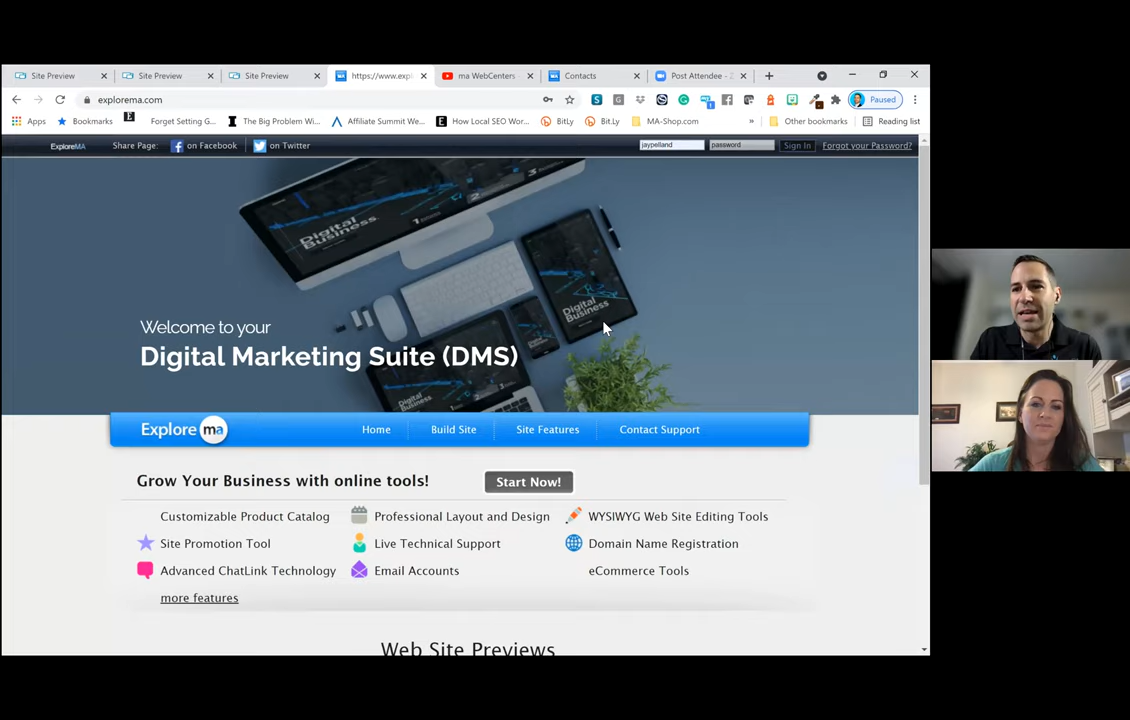 Site Preview
Site Preview
Site Preview
https://www.expl
ma WebCenters -
Contacts
Post Attendee - Z
explorema.com
Paused
Apps
Bookmarks
Forget Setting G...
The Big Problem Wi...
Affiliate Summit We...
How Local SEO Wor...
BitLy
Bit.Ly
MA-Shop.com
»
Other bookmarks
Reading list
ExploreMA
Share Page:
on Facebook
on Twitter
jaypelland
password
Sign In
Forgot your Password?
Digital Business
Digital Business
Welcome to your
Digital Marketing Suite (DMS)
Explore ma
Home
Build Site
Site Features
Contact Support
Grow Your Business with online tools!
Start Now!
Customizable Product Catalog
Professional Layout and Design
WYSIWYG Web Site Editing Tools
Site Promotion Tool
Live Technical Support
Domain Name Registration
Advanced ChatLink Technology
Email Accounts
eCommerce Tools
more features
Web Site Previews